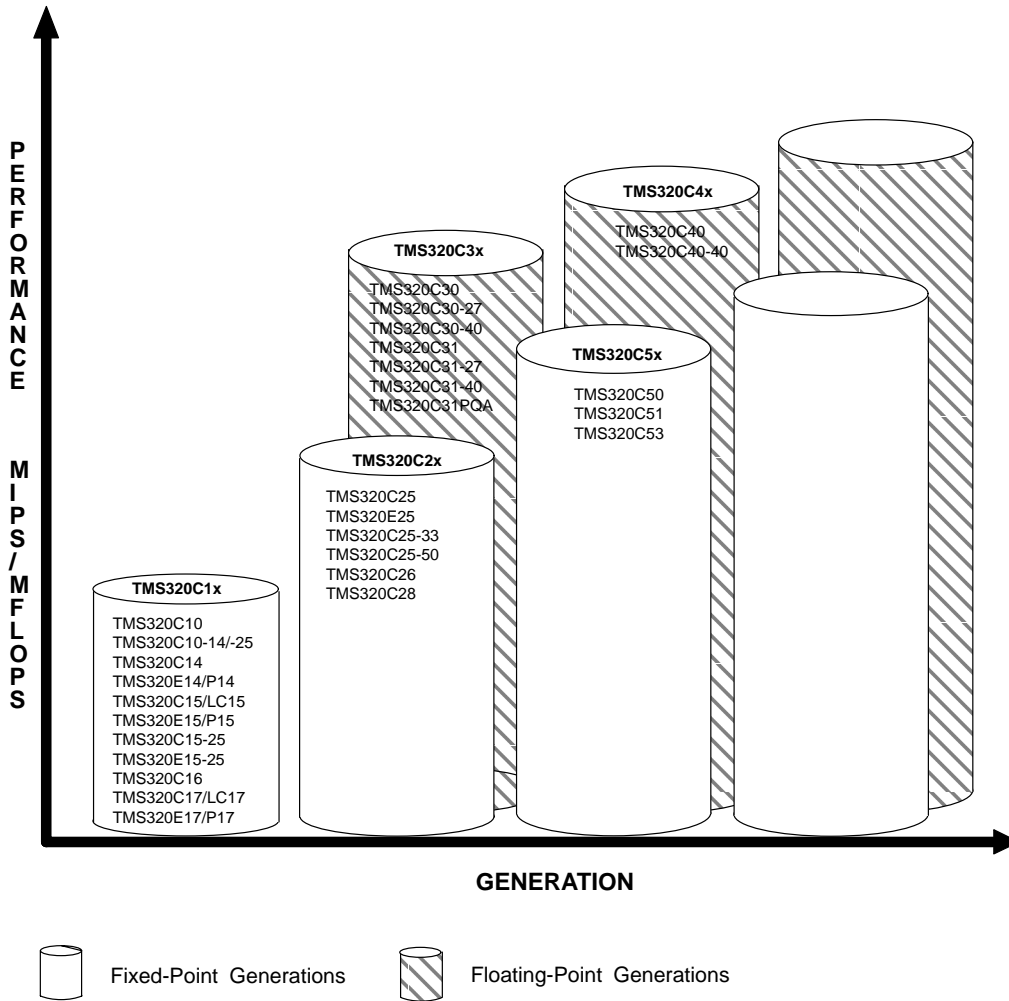 PERFORMANCE
MIPS/MFLOPS
TMS320C1x
TMS320C10
TMS320C10-14/-25
TMS320C14
TMS320E14/P14
TMS320C15/LC15
TMS320E15/P15
TMS320C15-25
TMS320E15-25
TMS320C16
TMS320C17/LC17
TMS320E17/P17
TMS320C2x
TMS320C25
TMS320E25
TMS320C25-33
TMS320C25-50
TMS320C26
TMS320C28
TMS320C3x
TMS320C30
TMS320C30-27
TMS320C30-40
TMS320C31
TMS320C31-27
TMS320C31-40
TMS320C31PQA
TMS320C5x
TMS320C50
TMS320C51
TMS320C53
TMS320C4x
TMS320C40
TMS320C40-40
GENERATION
Fixed-Point Generations
Floating-Point Generations